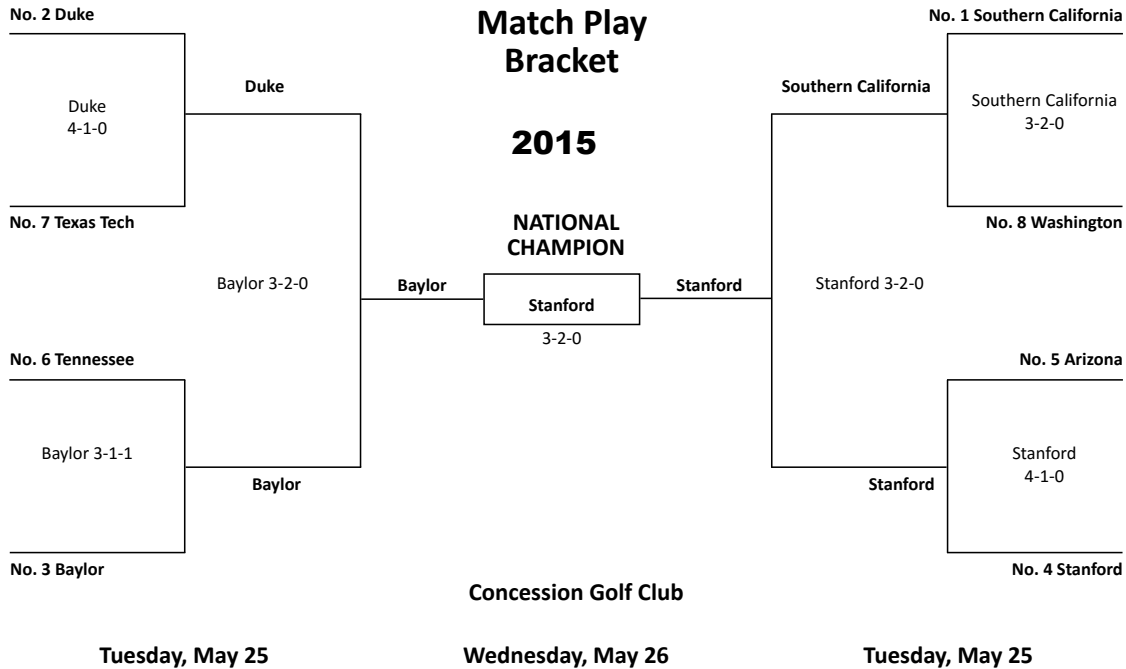 No. 2 Duke
Match Play
Bracket
No. 1 Southern California
Duke
Southern California
Duke
4-1-0
Southern California
3-2-0
2015
No. 7 Texas Tech
NATIONAL
CHAMPION
No. 8 Washington
Baylor 3-2-0
Baylor
Stanford
Stanford
Stanford 3-2-0
3-2-0
No. 6 Tennessee
No. 5 Arizona
Baylor 3-1-1
Stanford
4-1-0
Baylor
Stanford
No. 3 Baylor
No. 4 Stanford
Concession Golf Club
Tuesday, May 25
Wednesday, May 26
Tuesday, May 25